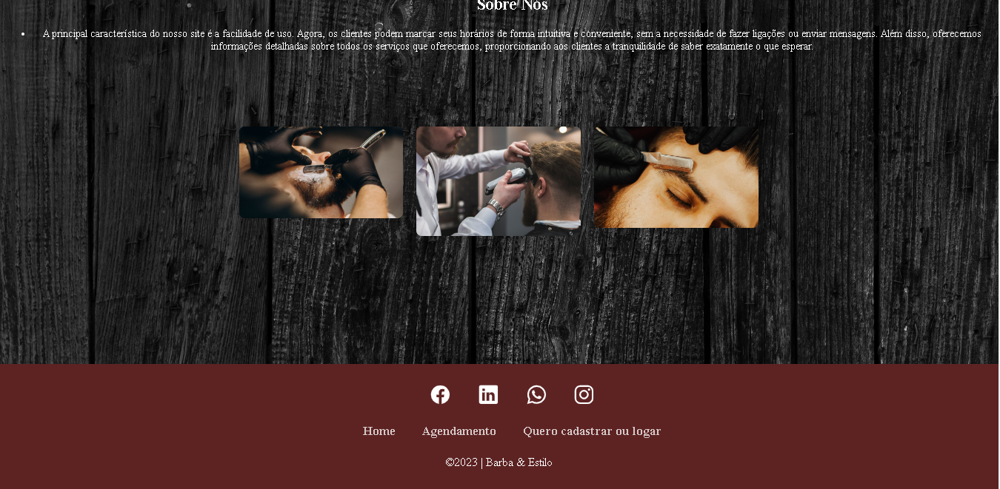 Sobre Nós
• A principal característica do nosso site é a facilidade de uso. Agora, os clientes podem marcar seus horários de forma intuitiva e conveniente, sem a necessidade de fazer ligações ou enviar mensagens. Além disso, oferecemos
informações detalhadas sobre todos os serviços que oferecemos, proporcionando aos clientes a tranquilidade de saber exatamente o que esperar.
Home Agendamento Quero cadastrar ou logar
©2023 | Barba & Estilo